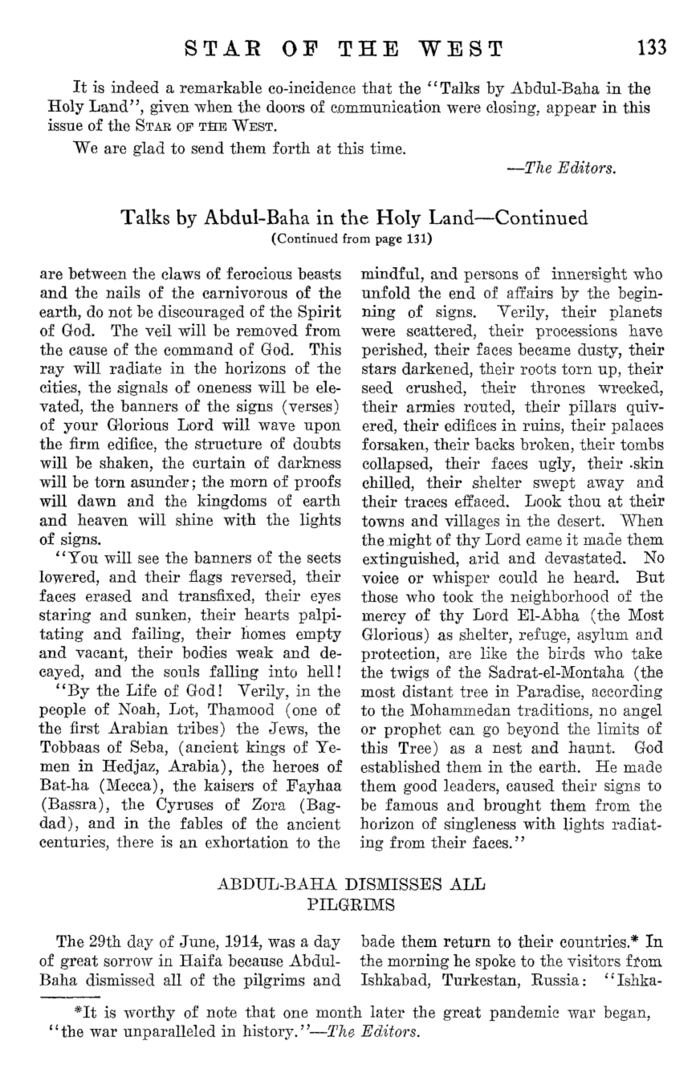 STAR OF THE WEST 133
It is indeed a remarkable co-incidence that the "Talks by Abdul-Baha in the
Holy Land", given when the doors of communication were closing, appear in this
issue of the STAR OF THE WEST.
We are glad to send them forth at this time.
—The Editors.
Talks by Abdul-Baha in the Holy Land—Continued
(Continued from page 131)
are between the claws of ferocious beasts
and the nails of the carnivorous of the
earth, do not be discouraged of the Spirit
of God. The veil will be removed from
the cause of the command of God. This
ray will radiate in the horizons of the
cities, the signals of oneness will be ele-
vated, the banners of the signs (verses)
of your Glorious Lord will wave upon
the firm edifice, the structure of doubts
will be shaken, the curtain of darkness
will be torn asunder; the morn of proofs
will dawn and the kingdoms of earth
and heaven will shine with the lights
of signs.
"You will see the banners of the sects
lowered, and their flags reversed, their
faces erased and transfixed, their eyes
staring and sunken, their hearts palpi-
tating and failing, their homes empty
and vacant, their bodies weak and de-
cayed, and the souls falling into hell!
"By the Life of God! Verily, in the
people of Noah, Lot, Thamood (one of
the first Arabian tribes) the Jews, the
Tobbaas of Seba, (ancient kings of Ye-
men in Hedjaz, Arabia), the heroes of
Bat-ha (Mecca), the kaisers of Fayhaa
(Bassra), the Cyruses of Zora (Bag-
dad), and in the fables of the ancient
centuries, there is an exhortation to the
mindful, and persons of innersight who
unfold the end of affairs by the begin-
ning of signs. Verily, their planets
were scattered, their processions have
perished, their faces became dusty, their
stars darkened, their roots torn up, their
seed crushed, their thrones wrecked,
their armies routed, their pillars quiv-
ered, their edifices in ruins, their palaces
forsaken, their backs broken, their tombs
collapsed, their faces ugly, their .skin
chilled, their shelter swept away and
their traces effaced. Look thou at their
towns and villages in the desert. When
the might of thy Lord came it made them
extinguished, arid and devastated. No
voice or whisper could he heard. But
those who took the neighborhood of the
mercy of thy Lord El-Abha (the Most
Glorious) as shelter, refuge, asylum and
protection, are like the birds who take
the twigs of the Sadrat-el-Montaha (the
most distant tree in Paradise, according
to the Mohammedan traditions, no angel
or prophet can go beyond the limits of
this Tree) as a nest and haunt. God
established them in the earth. He made
them good leaders, caused their signs to
be famous and brought them from the
horizon of singleness with lights radiat-
ing from their faces."
ABDUL-BAHA DISMISSES ALL
PILGRIMS
The 29th day of June, 1914, was a day
of great sorrow in Haifa because Abdul-
Baha dismissed all of the pilgrims and
bade them return to their countries.* In
the morning he spoke to the visitors from
Ishkabad, Turkestan, Russia: "Ishka-
*It is worthy of note that one month later the great pandemic war began,
"the war unparalleled in history."—The Editors.